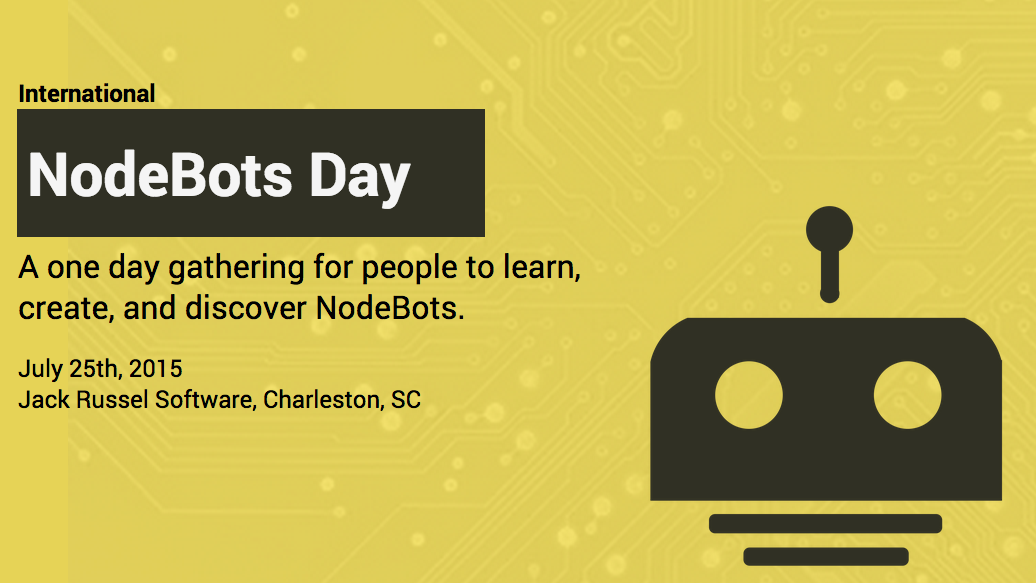 International
NodeBots Day
A one day gathering for people to learn,
create, and discover NodeBots.
July 25th, 2015
Jack Russel Software, Charleston, SC